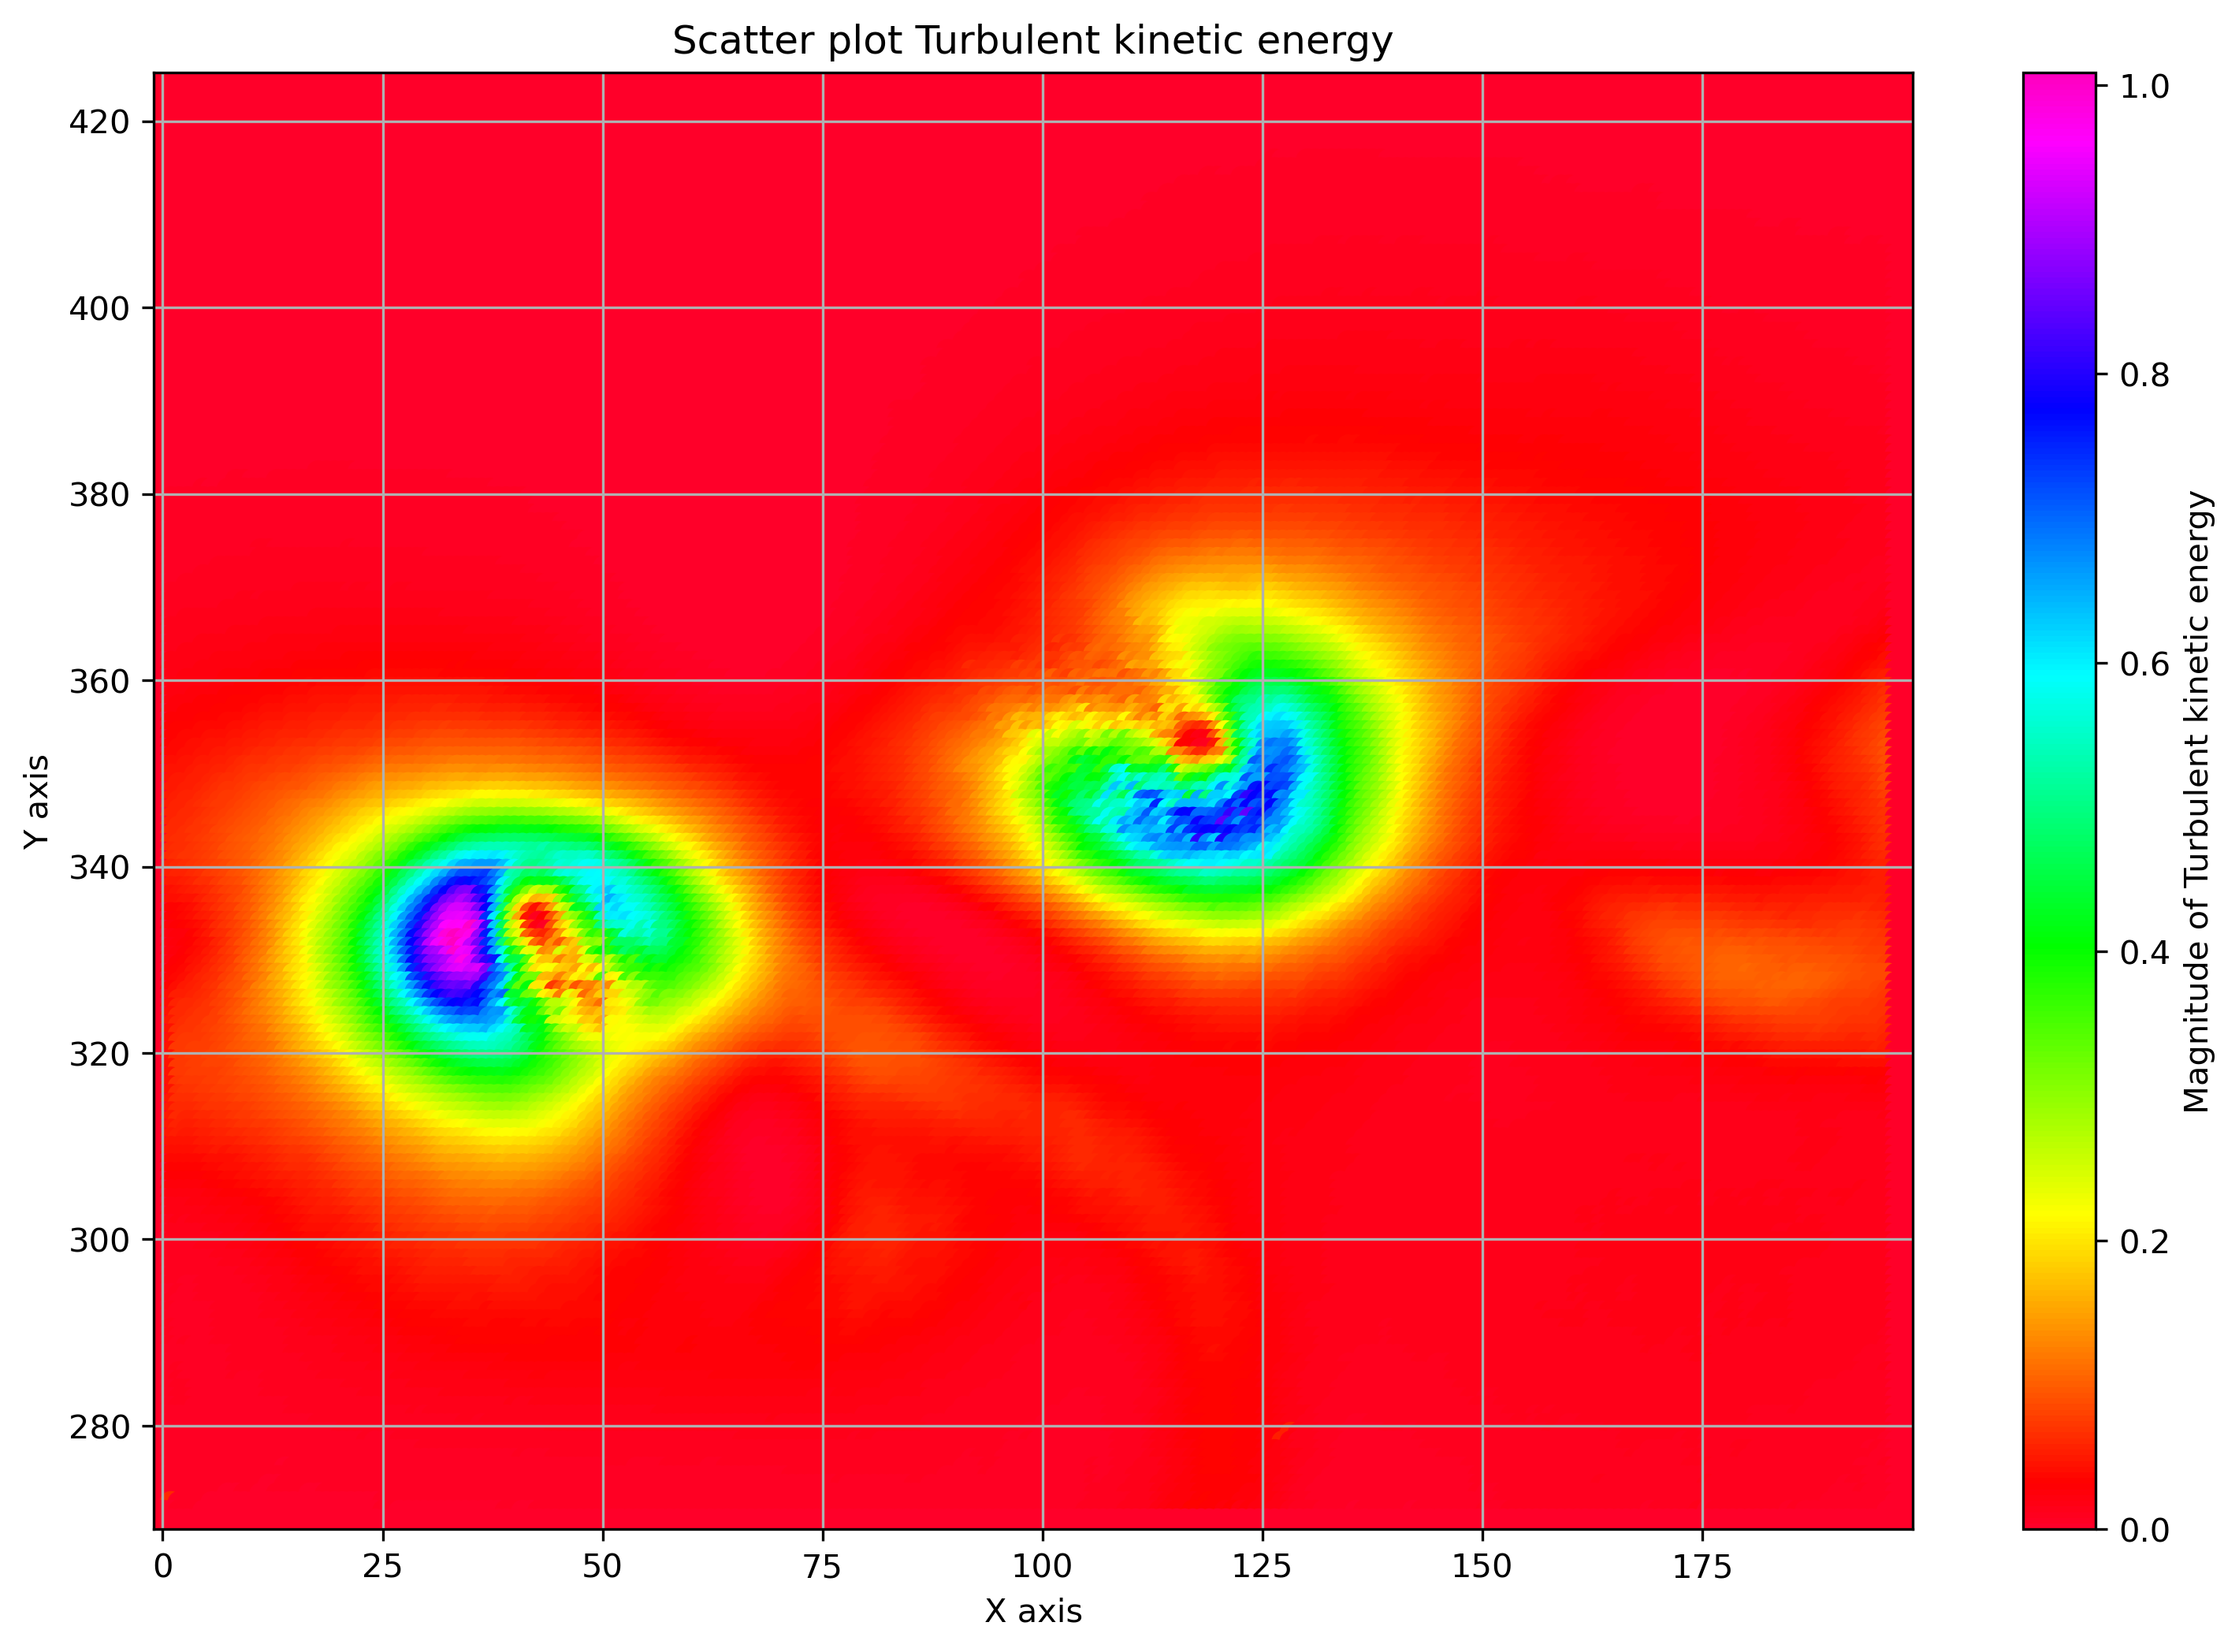 Scatter plot Turbulent kinetic energy
420
400
380
360
340
320
300
280
Y axis
0 25 50 75 100 125 150 175
X axis
1.0
0.8
0.6
0.4
0.2
0.0
Magnitude of Turbulent kinetic energy